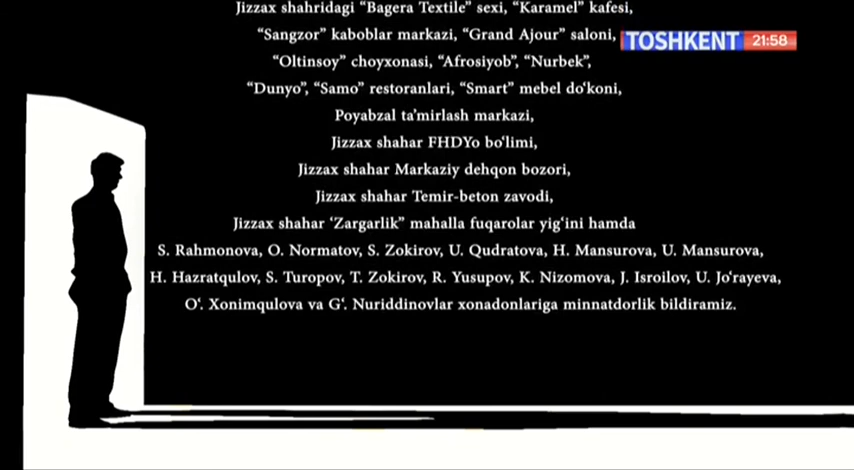 Jizzax shahridagi “Bagera Textile” sexi, “Karamel” kafesi,
“Sangzor” kaboblar markazi, “Grand Ajour” saloni,
TOSHKENT 21:58
“Oltinsoy” choyxonasi, “Afrosiyob”, “Nurbek”,
“Dunyo”, “Samo” restoranlari, “Smart” mebel do‘koni,
Poyabzal ta’mirlash markazi,
Jizzax shahar FHDYo bo‘limi,
Jizzax shahar Markaziy dehqon bozori,
Jizzax shahar Temir-beton zavodi,
Jizzax shahar ‘Zargarlik” mahalla fuqarolar yig‘ini hamda
S. Rahmonova, O. Normatov, S. Zokirov, U. Qudratova, H. Mansurova, U. Mansurova,
H. Hazratqulov, S. Turopov, T. Zokirov, R. Yusupov, K. Nizomova, J. Isroilov, U. Jo‘rayeva,
O‘. Xonimqulova va G‘. Nuriddinovlar xonadonlariga minnatdorlik bildiramiz.